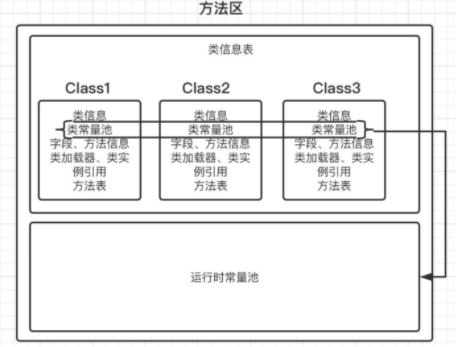 方法区
类信息表
Class1
Class2
Class3
类信息
类常量池
字段、方法信息
类加载器、类实
例引用
方法表
类信息
类常量池
字段、方法信息
类加载器、类实
例引用
方法表
类信息
类常量池
字段、方法信息
类加载器、类实
例引用
方法表
运行时常量池